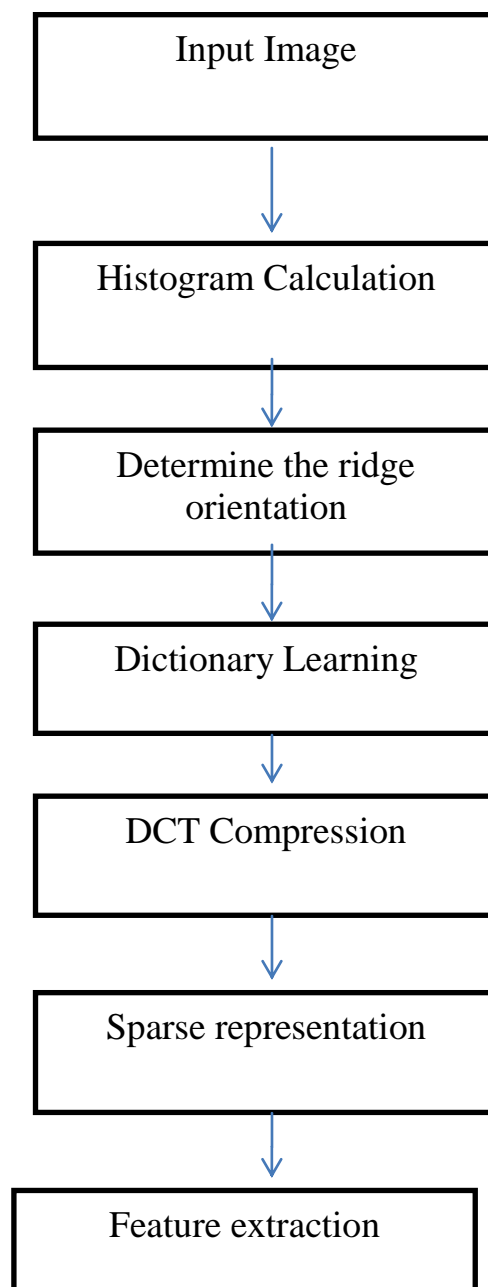 Input Image
Histogram Calculation
Determine the ridge
orientation
Dictionary Learning
DCT Compression
Sparse representation
Feature extraction